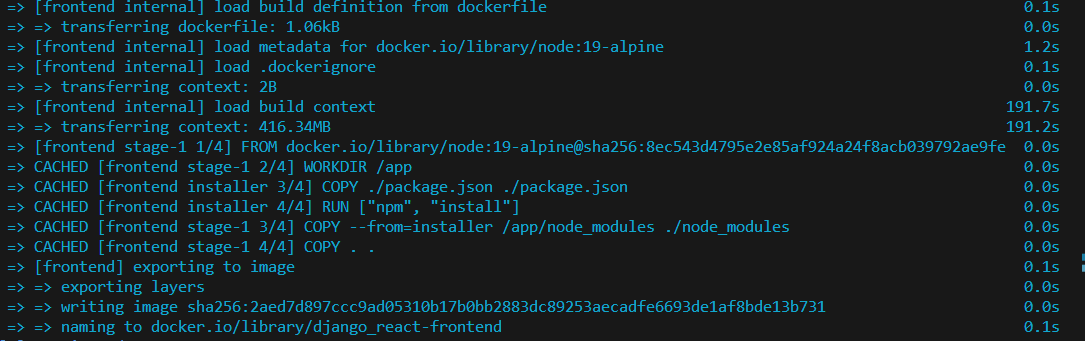 => [frontend internal] load build definition from dockerfile 0.1s
=> => transferring dockerfile: 1.06kB 0.0s
=> [frontend internal] load metadata for docker.io/library/node:19-alpine 1.2s
=> [frontend internal] load .dockerignore 0.1s
=> => transferring context: 2B 0.0s
=> [frontend internal] load build context 191.7s
=> => transferring context: 416.34MB 191.2s
=> [frontend stage-1 1/4] FROM docker.io/library/node:19-alpine@sha256:8ec543d4795e2e85af924a24f8acb039792ae9fe 0.0s
=> CACHED [frontend stage-1 2/4] WORKDIR /app 0.0s
=> CACHED [frontend installer 3/4] COPY ./package.json ./package.json 0.0s
=> CACHED [frontend installer 4/4] RUN ["npm", "install"] 0.0s
=> CACHED [frontend stage-1 3/4] COPY --from=installer /app/node_modules ./node_modules 0.0s
=> CACHED [frontend stage-1 4/4] COPY . . 0.0s
=> [frontend] exporting to image 0.1s
=> => exporting layers 0.0s
=> => writing image sha256:2aed7d897ccc9ad05310b17b0bb2883dc89253aecadfe6693de1af8bde13b731 0.0s
=> => naming to docker.io/library/django_react-frontend 0.1s